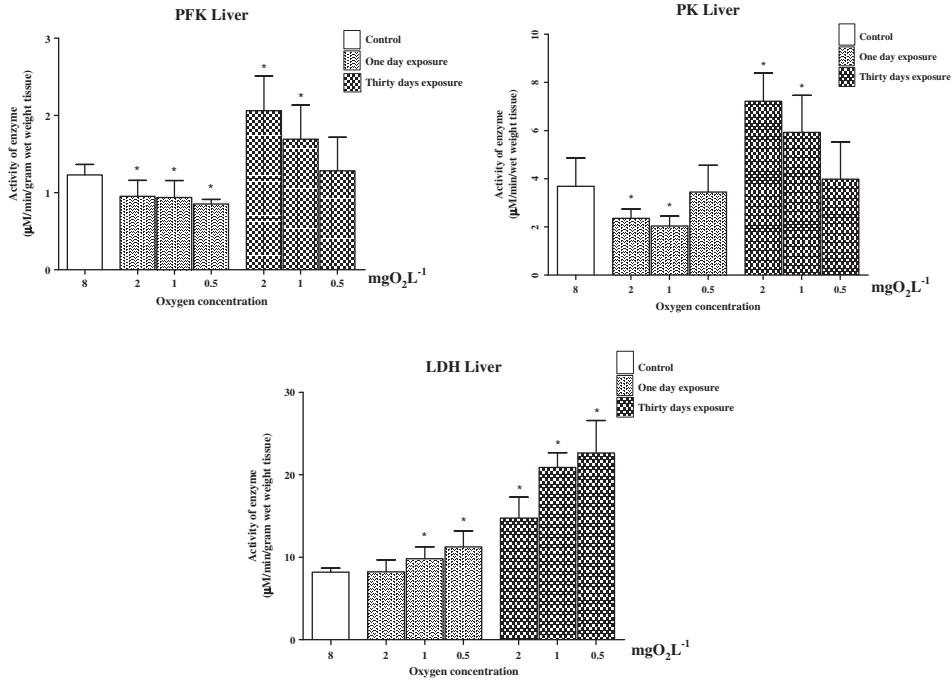 PFK Liver
Control
One day exposure
Thirty days exposure
Activity of enzyme
(µM/min/gram wet weight tissue)
3
2
1
0
* * * * *
8 2 1 0.5 2 1 0.5
mgO₂L⁻¹
Oxygen concentration
PK Liver
Control
One day exposure
Thirty days exposure
Activity of enzyme
(µM/min/wet weight tissue)
10
8
6
4
2
0
* * * *
8 2 1 0.5 2 1 0.5
mgO₂L⁻¹
Oxygen concentration
LDH Liver
Control
One day exposure
Thirty days exposure
Activity of enzyme
(µM/min/gram wet weight tissue)
30
20
10
0
* * * * *
8 2 1 0.5 2 1 0.5
mgO₂L⁻¹
Oxygen concentration